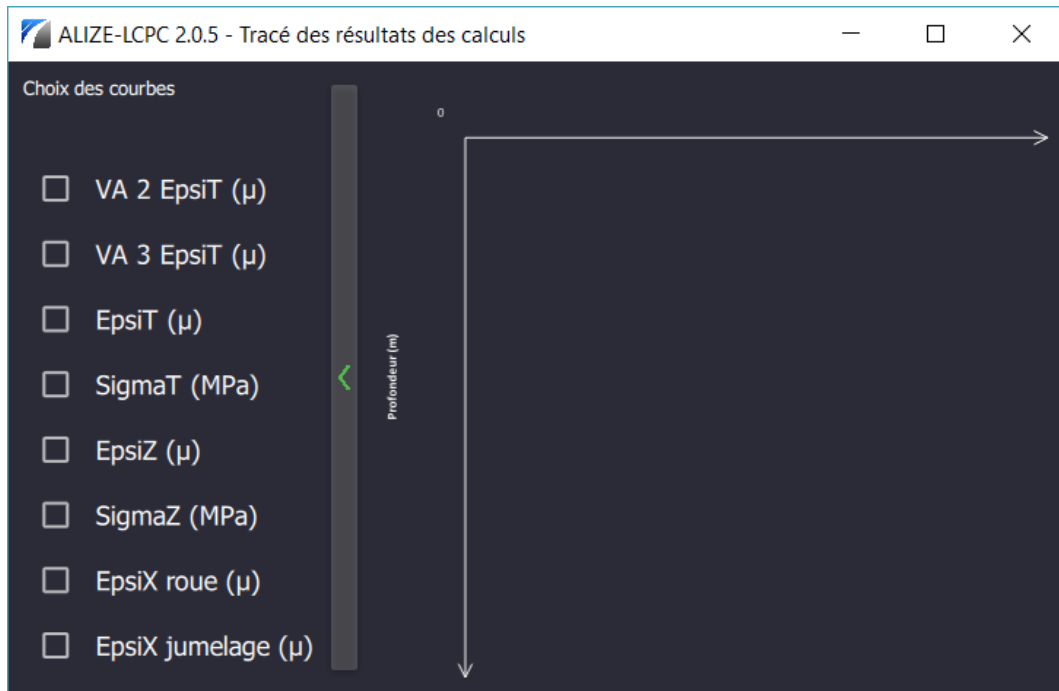 ALIZE-LCPC 2.0.5 - Tracé des résultats des calculs
Choix des courbes
VA 2 EpsiT (μ)
VA 3 EpsiT (μ)
EpsiT (μ)
SigmaT (MPa)
EpsiZ (μ)
SigmaZ (MPa)
EpsiX roue (μ)
EpsiX jumelage (μ)
0
Profondeur (m)